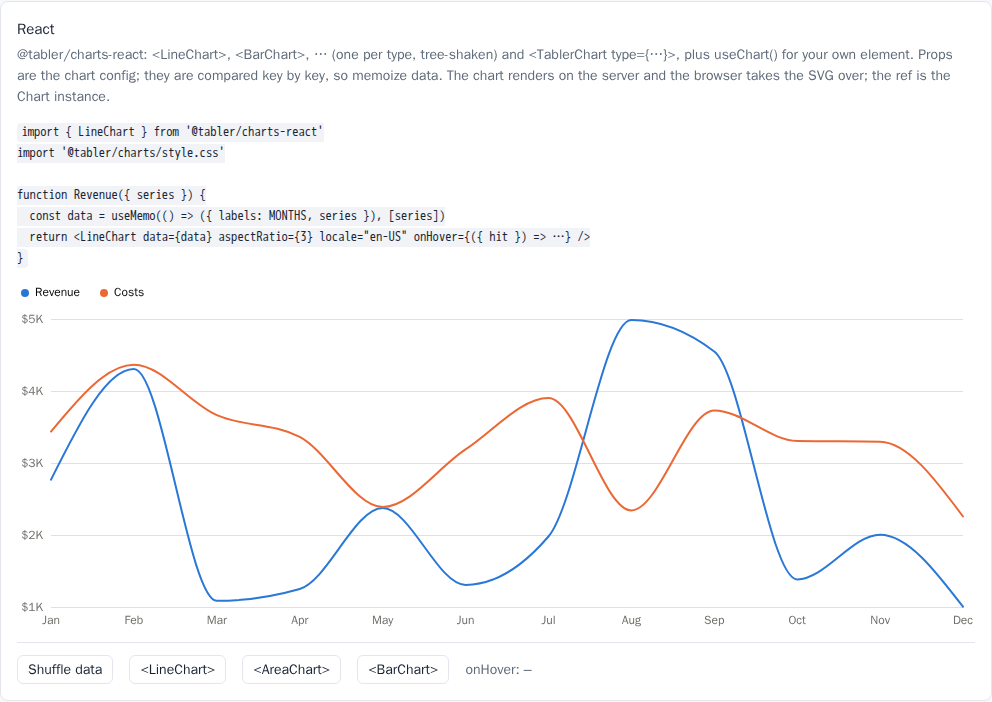 React
@tabler/charts-react: <LineChart>, <BarChart>, ··· (one per type, tree-shaken) and <TablerChart type={···}>, plus useChart() for your own element. Props
are the chart config; they are compared key by key, so memoize data. The chart renders on the server and the browser takes the SVG over; the ref is the
Chart instance.
import { LineChart } from '@tabler/charts-react'
import '@tabler/charts/style.css'
function Revenue({ series }) {
  const data = useMemo(() => ({ labels: MONTHS, series }), [series])
  return <LineChart data={data} aspectRatio={3} locale="en-US" onHover={({ hit }) => ···} />
}
Revenue Costs
$5K
$4K
$3K
$2K
$1K
Jan Feb Mar Apr May Jun Jul Aug Sep Oct Nov Dec
Shuffle data <LineChart> <AreaChart> <BarChart> onHover: —